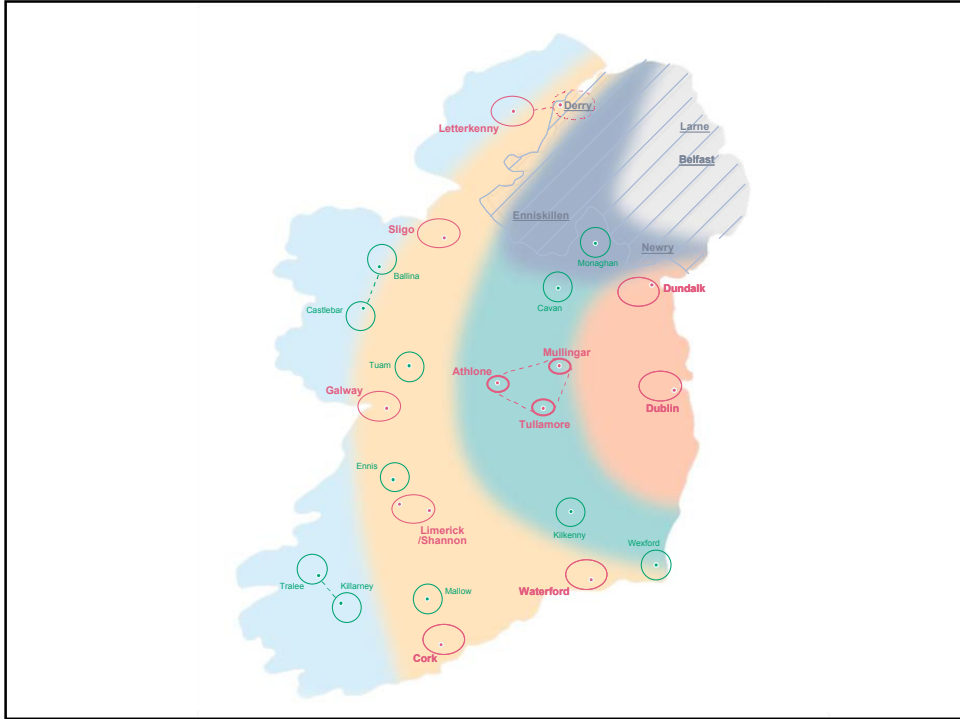 Derry
Letterkenny
Larne
Belfast
Enniskillen
Sligo
Newry
Monaghan
Ballina
Dundalk
Castlebar
Cavan
Mullingar
Tuam
Athlone
Galway
Dublin
Tullamore
Ennis
Limerick
/Shannon
Kilkenny
Wexford
Tralee
Killarney
Mallow
Waterford
Cork